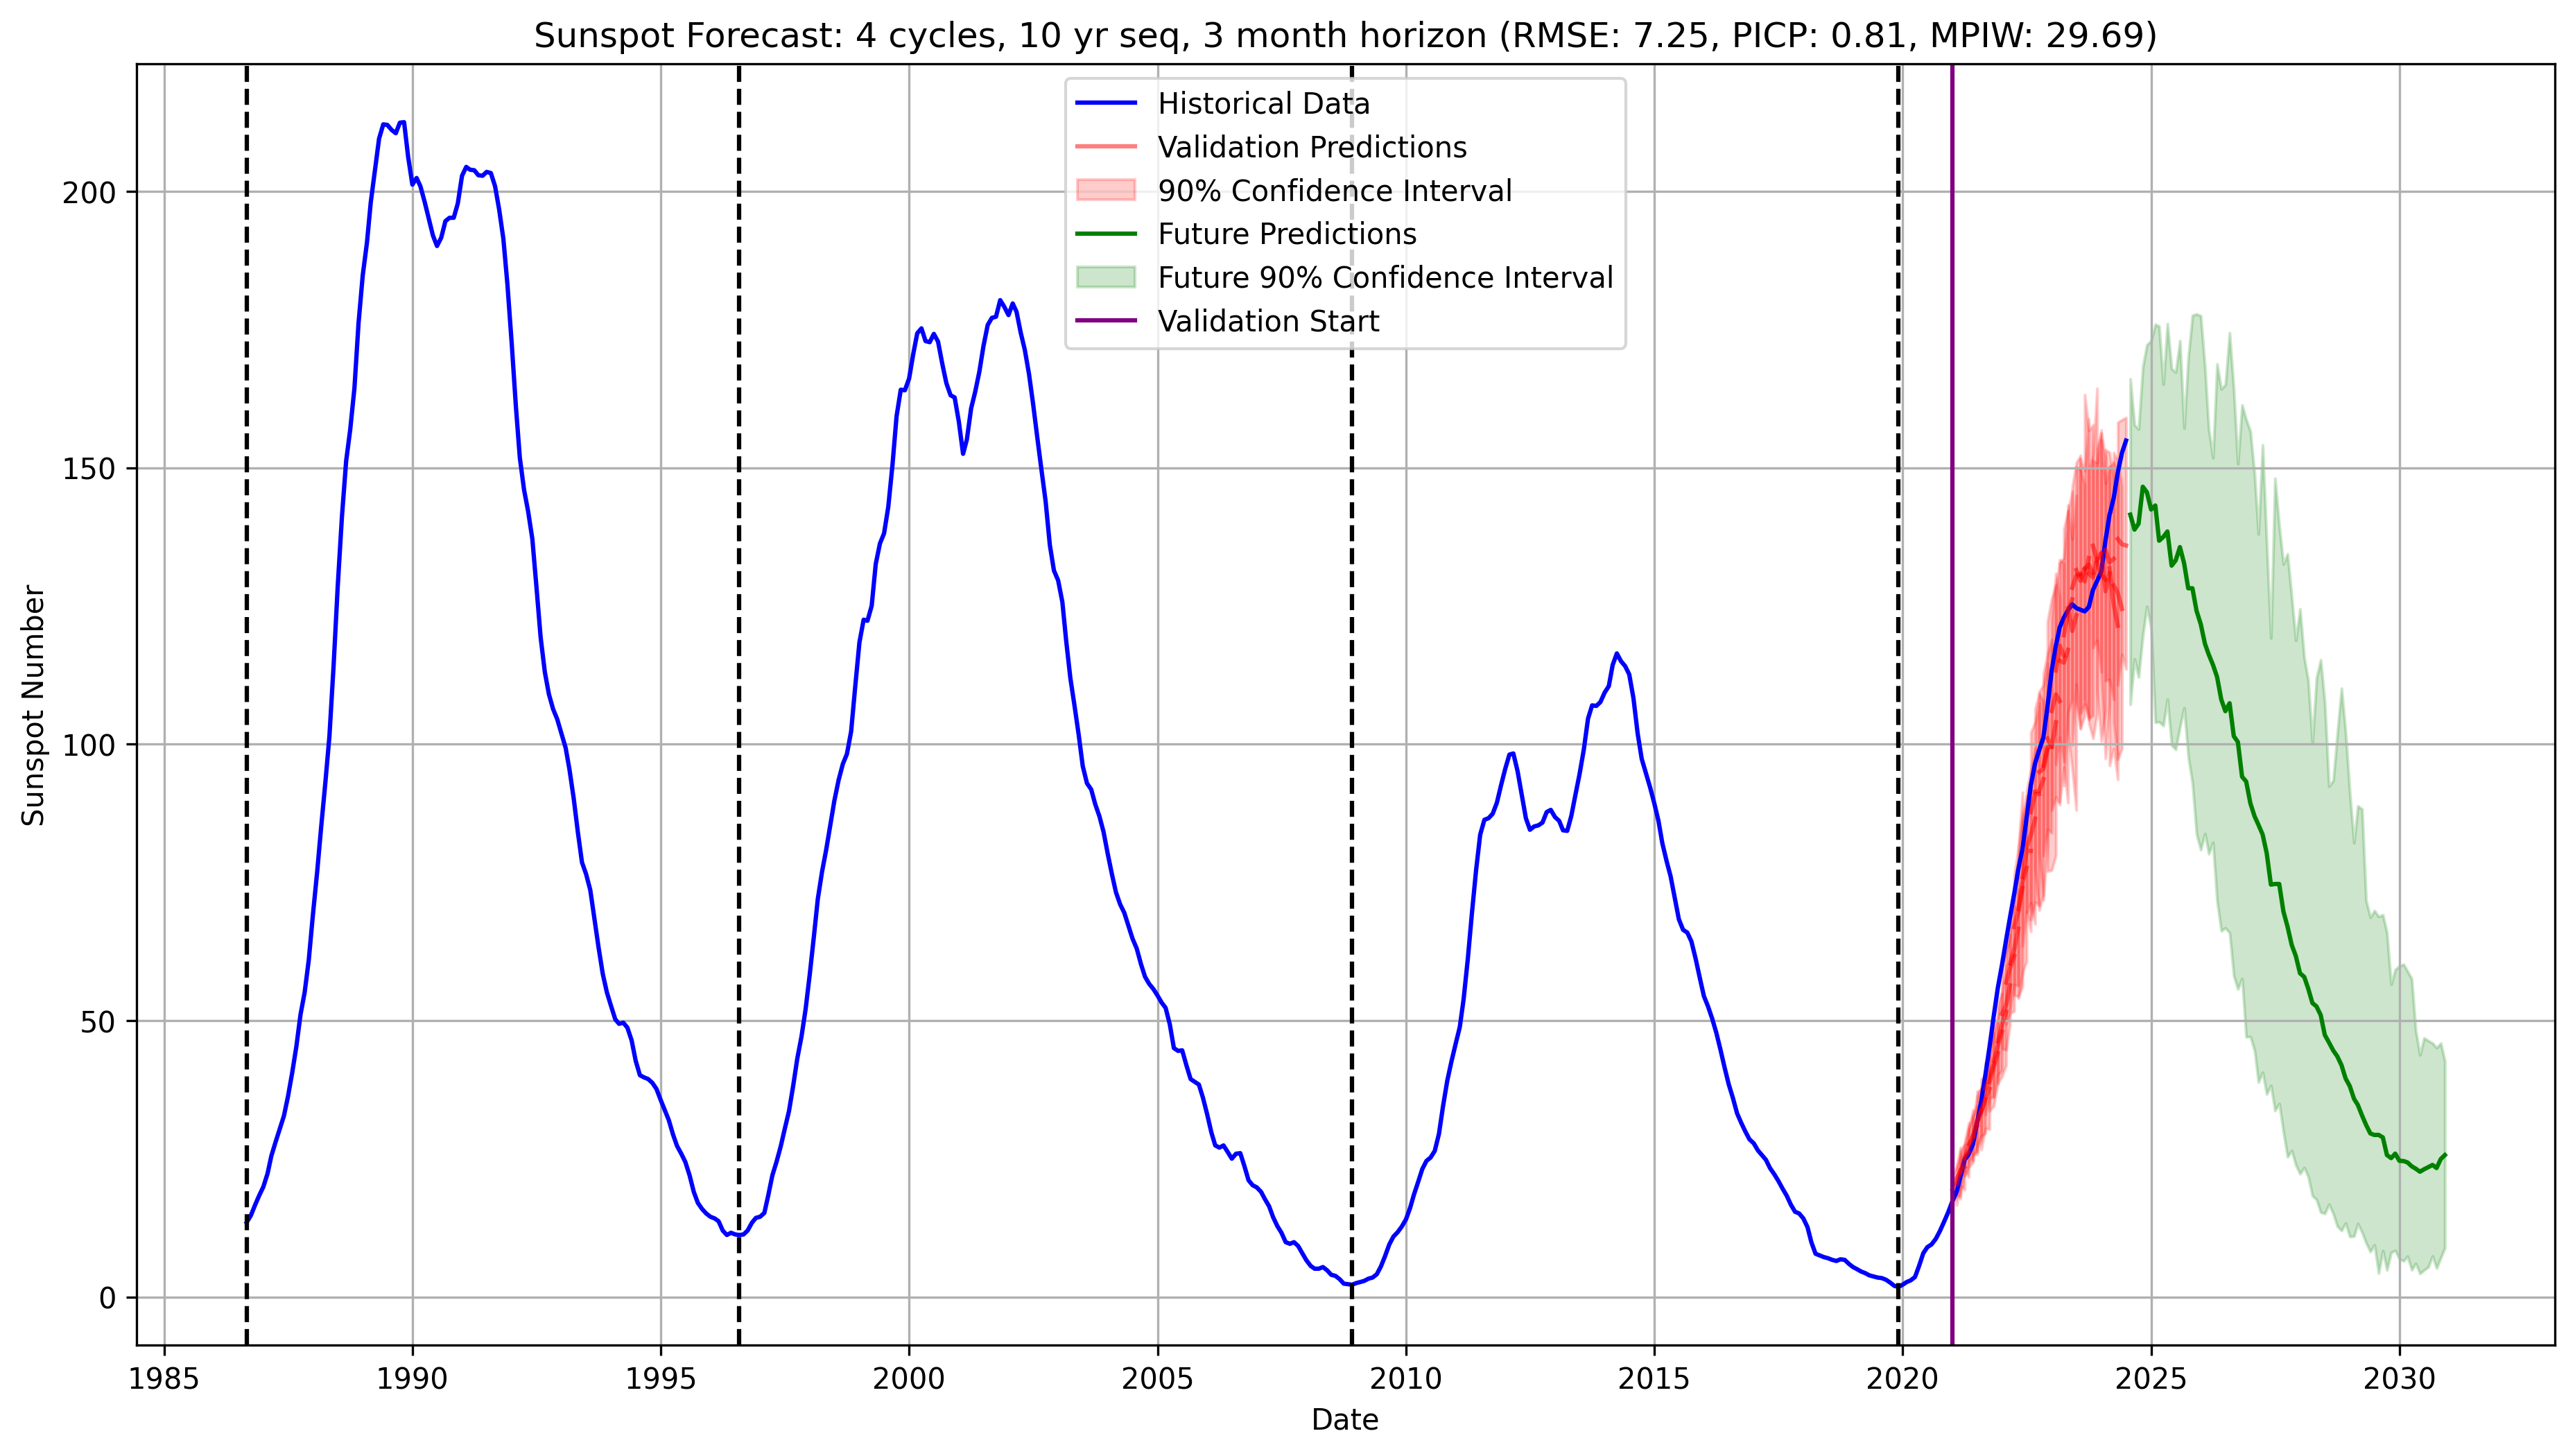 Sunspot Forecast: 4 cycles, 10 yr seq, 3 month horizon (RMSE: 7.25, PICP: 0.81, MPIW: 29.69)
Historical Data
Validation Predictions
90% Confidence Interval
Future Predictions
Future 90% Confidence Interval
Validation Start
Sunspot Number
200
150
100
50
0
1985 1990 1995 2000 2005 2010 2015 2020 2025 2030
Date